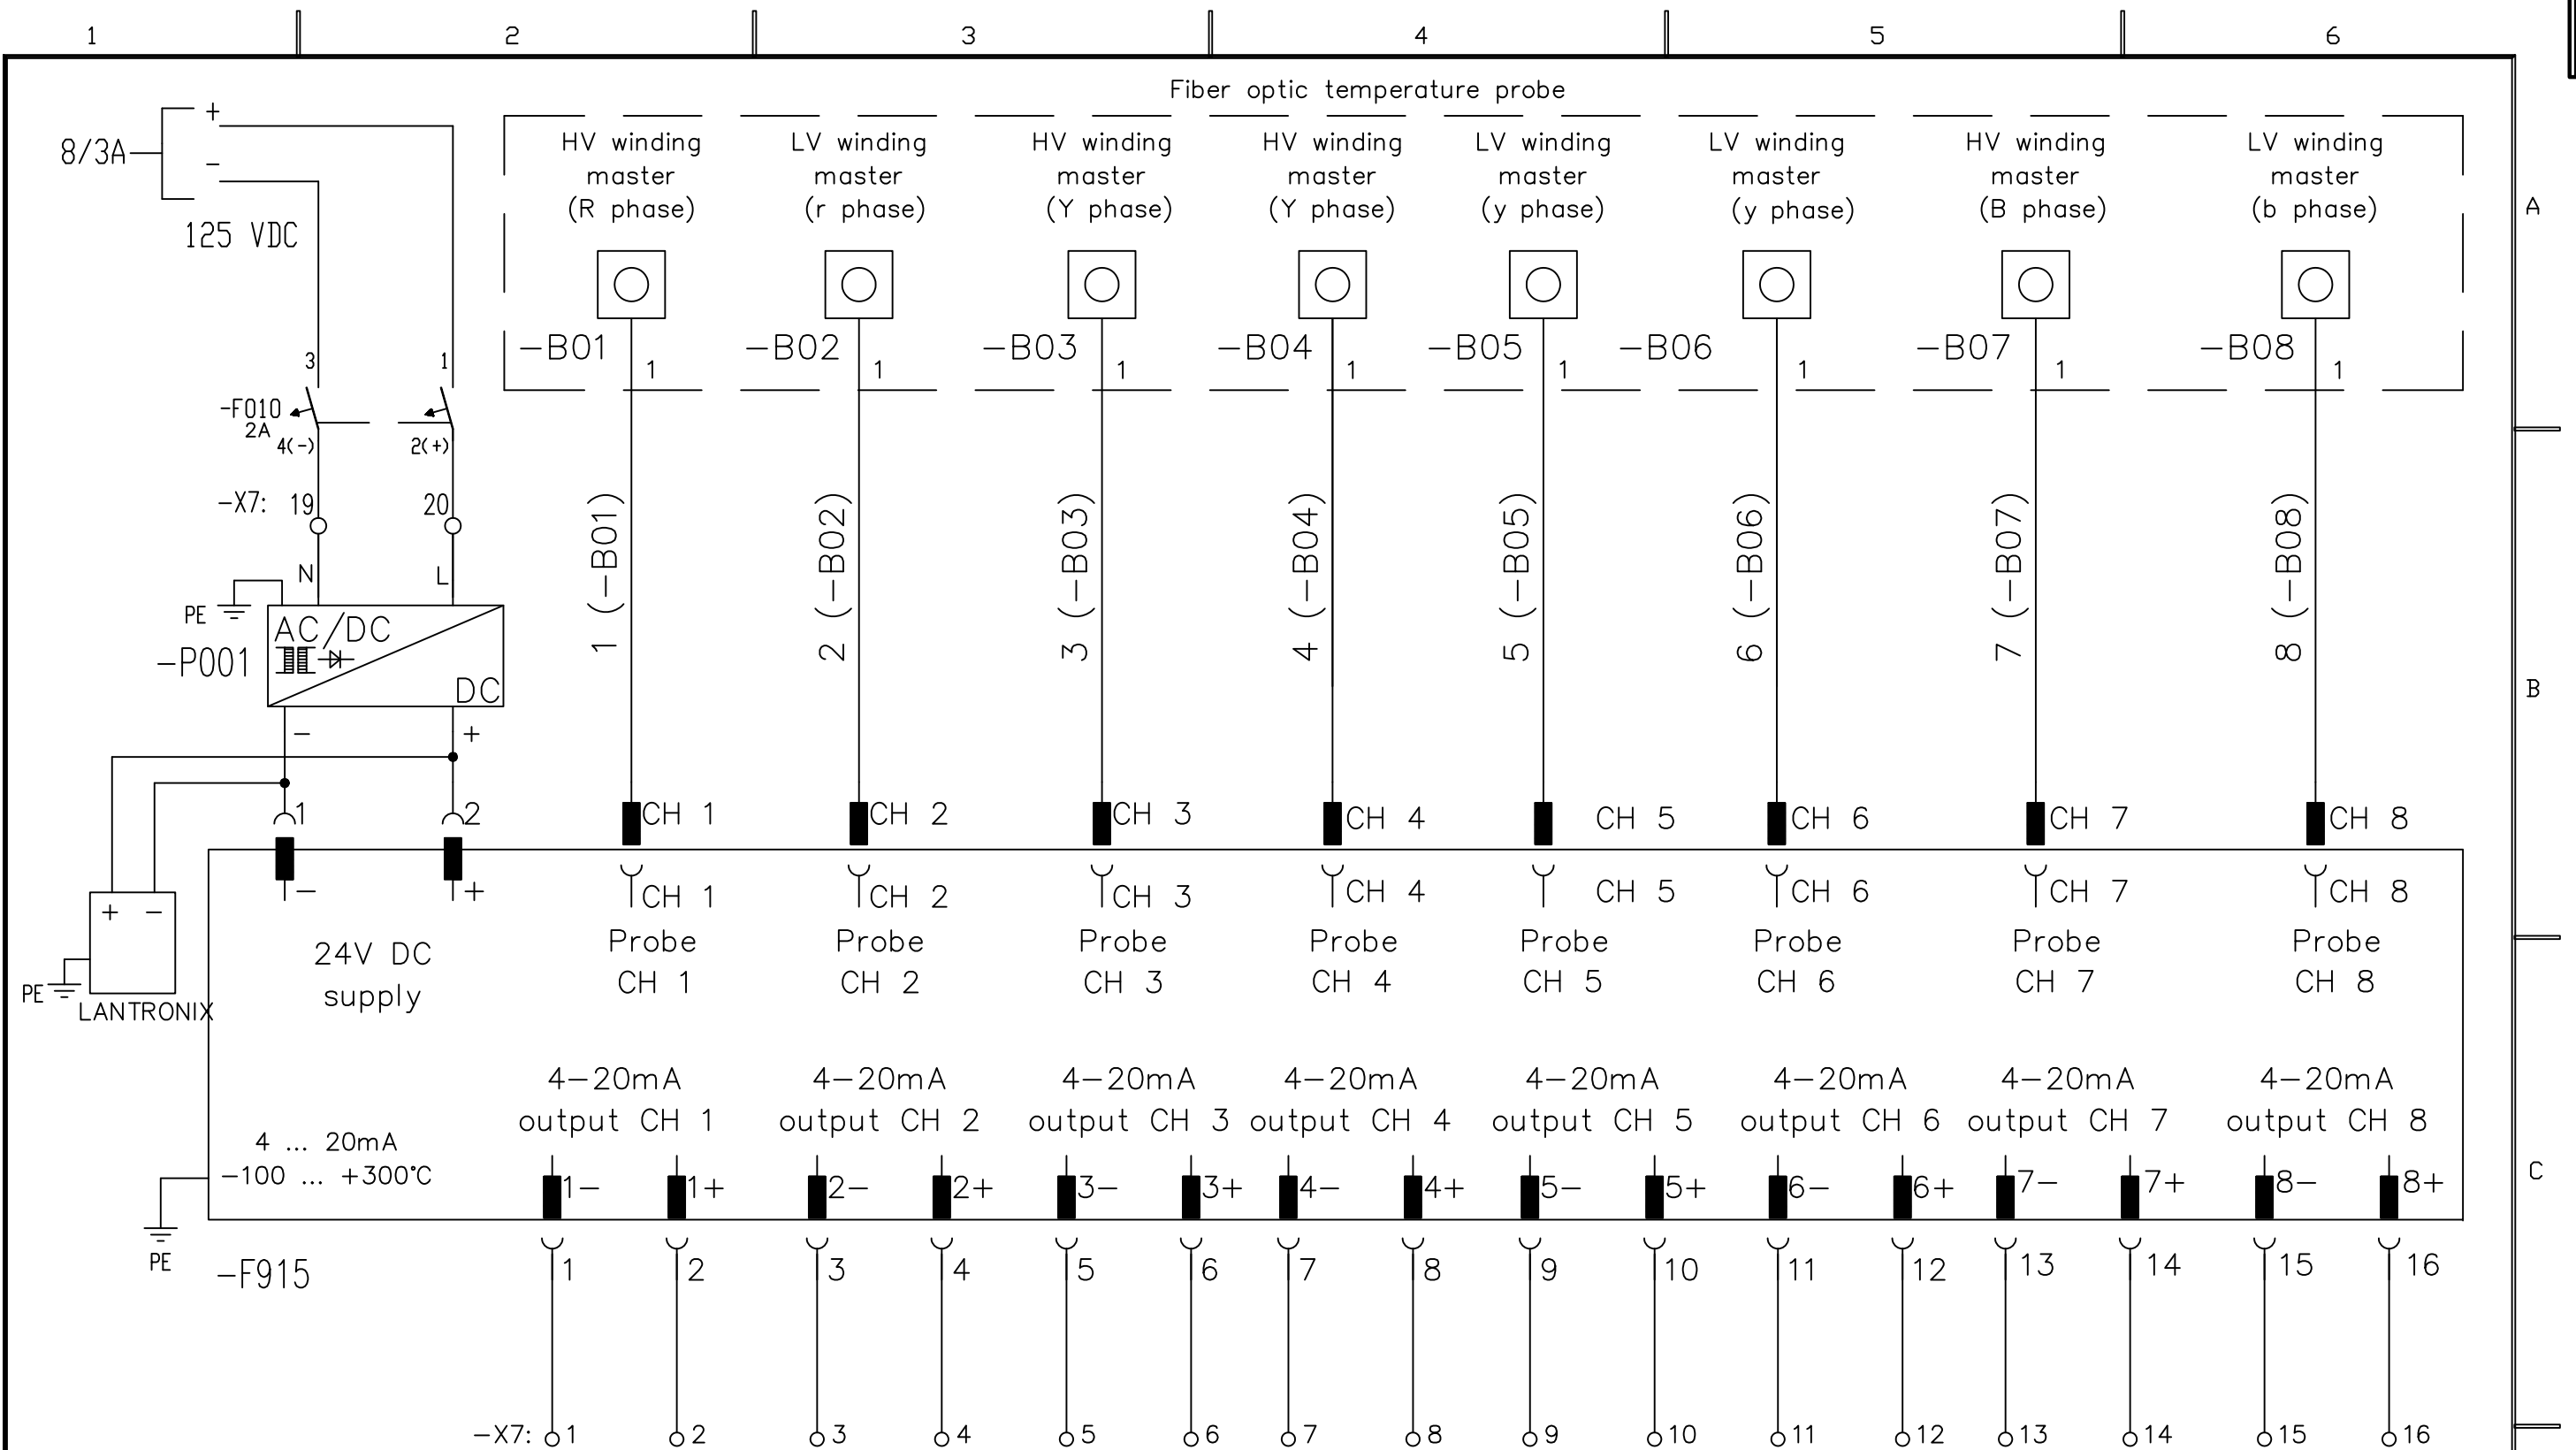 1 2 3 4 5 6
Fiber optic temperature probe
+
8/3A
−
125 VDC
HV winding
master
(R phase)
LV winding
master
(r phase)
HV winding
master
(Y phase)
HV winding
master
(Y phase)
LV winding
master
(y phase)
LV winding
master
(y phase)
HV winding
master
(B phase)
LV winding
master
(b phase)
A
-B01 1
-B02 1
-B03 1
-B04 1
-B05 1
-B06 1
-B07 1
-B08 1
3 1
-F010
2A
4(-) 2(+)
-X7: 19 20
N L
PE
AC/DC
-P001
DC
− +
1 (-B01)
2 (-B02)
3 (-B03)
4 (-B04)
5 (-B05)
6 (-B06)
7 (-B07)
8 (-B08)
B
1 2
CH 1 CH 2 CH 3 CH 4 CH 5 CH 6 CH 7 CH 8
− +
CH 1 CH 2 CH 3 CH 4 CH 5 CH 6 CH 7 CH 8
+ −
PE
LANTRONIX
24V DC
supply
Probe
CH 1
Probe
CH 2
Probe
CH 3
Probe
CH 4
Probe
CH 5
Probe
CH 6
Probe
CH 7
Probe
CH 8
4-20mA
output CH 1
4-20mA
output CH 2
4-20mA
output CH 3
4-20mA
output CH 4
4-20mA
output CH 5
4-20mA
output CH 6
4-20mA
output CH 7
4-20mA
output CH 8
4 ... 20mA
-100 ... +300°C
C
1- 1+ 2- 2+ 3- 3+ 4- 4+ 5- 5+ 6- 6+ 7- 7+ 8- 8+
PE
-F915
1 2 3 4 5 6 7 8 9 10 11 12 13 14 15 16
-X7: 1 2 3 4 5 6 7 8 9 10 11 12 13 14 15 16